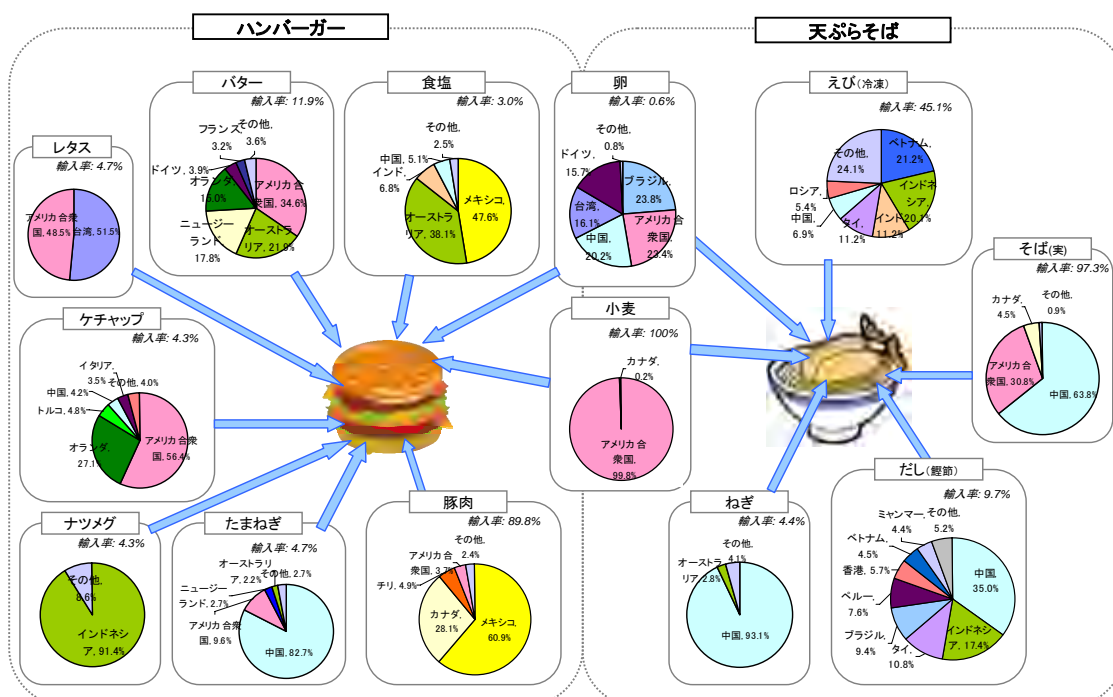 ハンバーガー
天ぷらそば
バター
輸入率: 11.9%
フランス,
3.2%
その他,
3.6%
ドイツ, 3.9%
オランダ,
15.0%
アメリカ合
衆国, 34.6%
ニュージー
ランド,
17.8%
オーストラ
リア, 21.9%
食塩
輸入率: 3.0%
その他,
2.5%
中国, 5.1%
インド,
6.8%
メキシコ,
47.6%
オースト
ラリア, 38.1%
卵
輸入率: 0.6%
その他,
0.8%
ドイツ,
15.7%
ブラジル,
23.8%
台湾,
16.1%
アメリカ合
衆国,
23.4%
中国,
20.2%
えび(冷凍)
輸入率: 45.1%
その他,
24.1%
ベトナム,
21.2%
ロシア,
5.4%
インドネ
シア,
20.1%
中国,
6.9%
タイ,
11.2%
インド,
11.2%
レタス
輸入率: 4.7%
アメリカ合衆
国, 48.5%
台湾, 51.5%
そば(実)
輸入率: 97.3%
カナダ,
4.5%
その他,
0.9%
アメリカ合
衆国, 30.8%
中国, 63.8%
ケチャップ
輸入率: 4.3%
イタリア,
3.5%
その他, 4.0%
中国, 4.2%
トルコ, 4.8%
オランダ,
27.1%
アメリカ合衆
国, 56.4%
小麦
輸入率: 100%
カナダ,
0.2%
アメリカ合
衆国,
99.8%
ナツメグ
輸入率: 4.3%
その他,
8.6%
インドネシ
ア, 91.4%
たまねぎ
輸入率: 4.7%
オーストラリ
ア, 2.2%
その他, 2.7%
ニュージー
ランド, 2.7%
アメリカ合衆
国, 9.6%
中国, 82.7%
豚肉
輸入率: 89.8%
その他,
2.4%
アメリカ合
衆国, 3.7%
チリ, 4.9%
カナダ,
28.1%
メキシコ,
60.9%
ねぎ
輸入率: 4.4%
その他,
4.1%
オーストラ
リア, 2.8%
中国, 93.1%
だし(鰹節)
輸入率: 9.7%
ミャンマー,
4.4%
その他,
5.2%
ベトナム,
4.5%
香港, 5.7%
ペルー,
7.6%
ブラジル,
9.4%
タイ,
10.8%
インドネシ
ア, 17.4%
中国,
35.0%